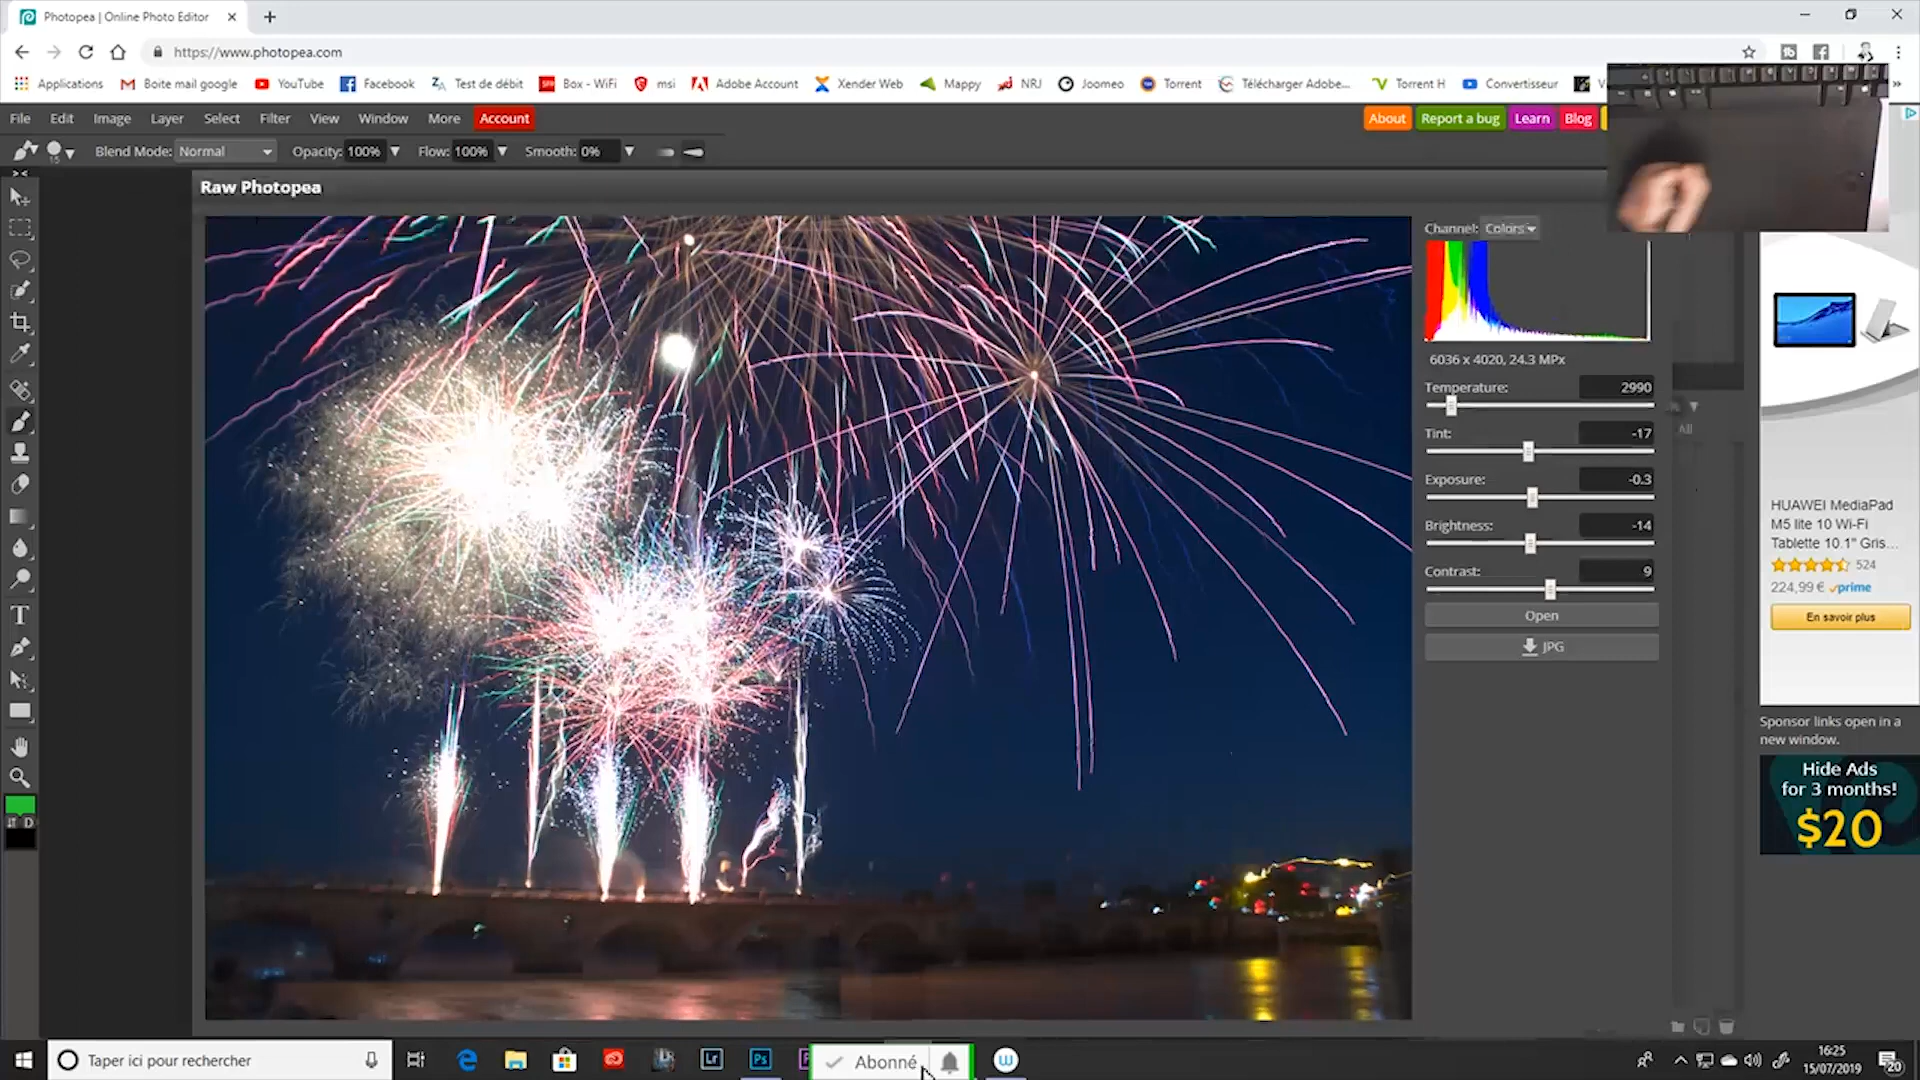 Photopea | Online Photo Editor
https://www.photopea.com
Applications Boite mail google YouTube Facebook Test de débit Box - WiFi msi Adobe Account Xender Web Mappy NRJ Joomeo Torrent Télécharger Adobe... Torrent H Convertisseur
File Edit Image Layer Select Filter View Window More Account About Report a bug Learn Blog
Blend Mode: Normal Opacity: 100% Flow: 100% Smooth: 0%
15
Raw Photopea
Channel: Colors
6036 x 4020, 24.3 MPx
Temperature: 2990
Tint: -17
Exposure: -0.3
Brightness: -14
Contrast: 9
Open
JPG
All
D
HUAWEI MediaPad
M5 lite 10 Wi-Fi
Tablette 10.1" Gris...
524
224,99 € prime
En savoir plus
Sponsor links open in a
new window.
Hide Ads
for 3 months!
$20
Taper ici pour rechercher
Lr
Ps
Abonné
16:25
15/07/2019
20